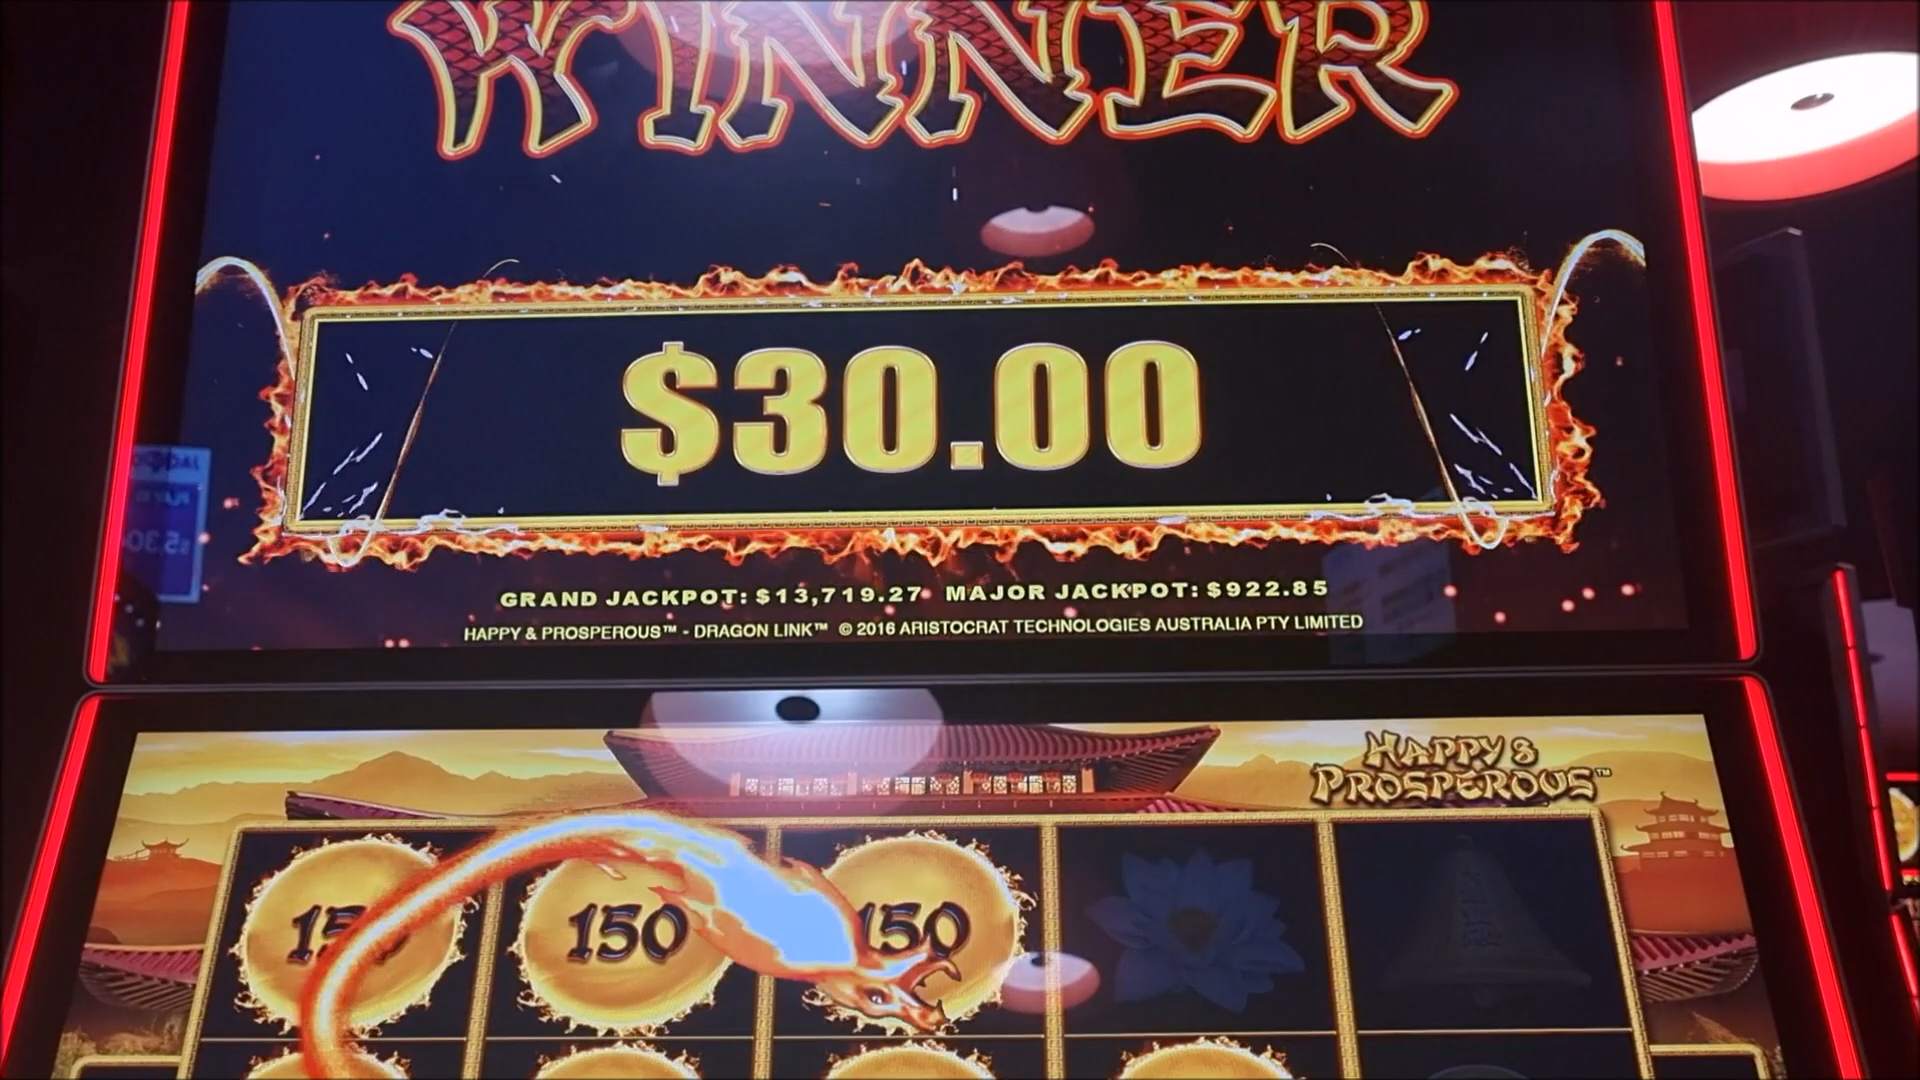 WINNER
$30.00
GRAND JACKPOT: $13,719.27 MAJOR JACKPOT: $922.85
HAPPY & PROSPEROUS™ - DRAGON LINK™ © 2016 ARISTOCRAT TECHNOLOGIES AUSTRALIA PTY LIMITED
HAPPY &
PROSPEROUS™
150
150